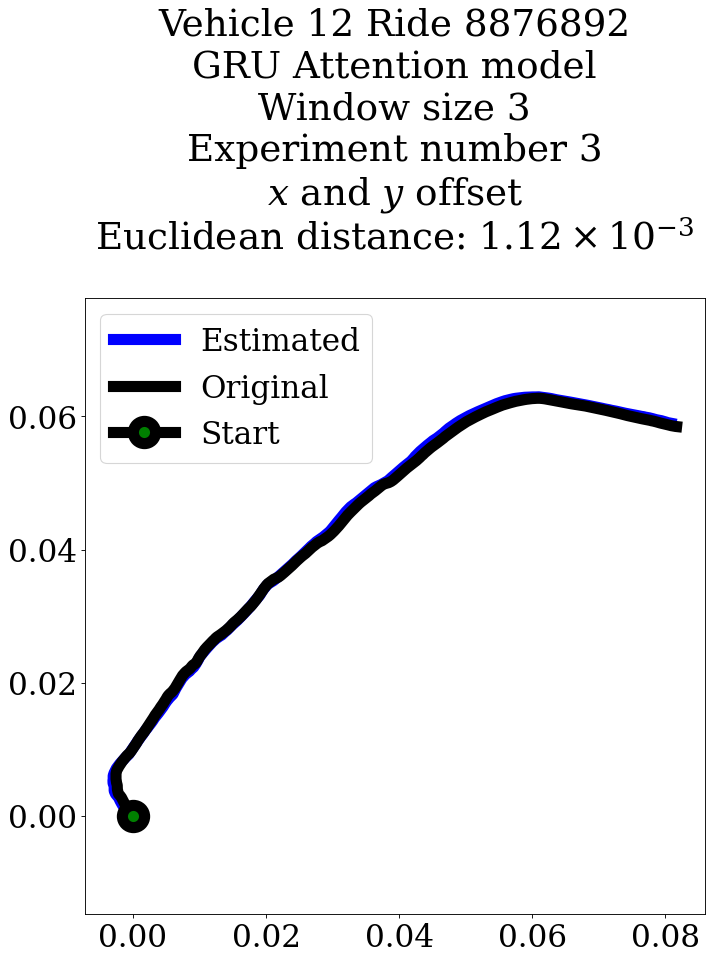 Vehicle 12 Ride 8876892
GRU Attention model
Window size 3
Experiment number 3
x and y offset
Euclidean distance: 1.12 × 10⁻³
Estimated
Original
Start
0.06
0.04
0.02
0.00
0.00 0.02 0.04 0.06 0.08